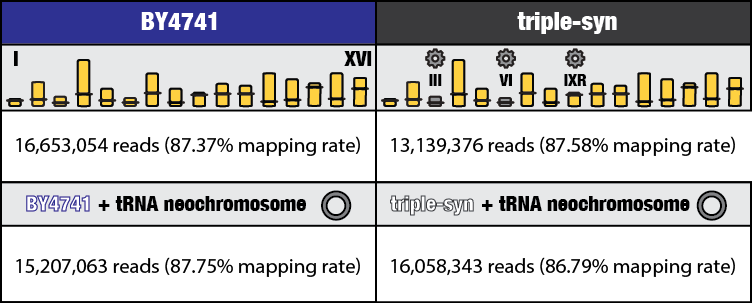 BY4741
triple-syn
I
XVI
III
VI
IXR
16,653,054 reads (87.37% mapping rate)
13,139,376 reads (87.58% mapping rate)
BY4741 + tRNA neochromosome
triple-syn + tRNA neochromosome
15,207,063 reads (87.75% mapping rate)
16,058,343 reads (86.79% mapping rate)